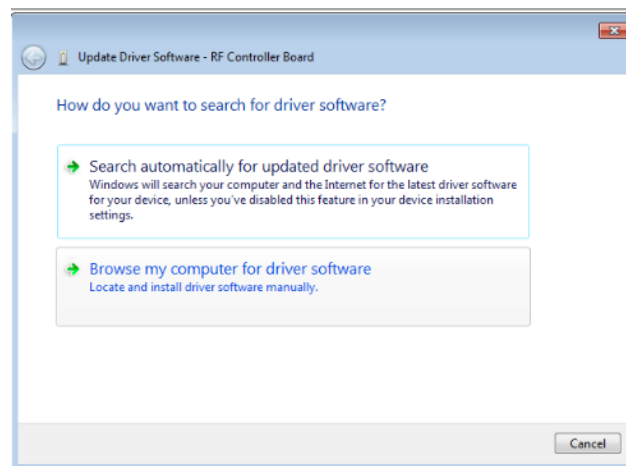 Update Driver Software - RF Controller Board
How do you want to search for driver software?
Search automatically for updated driver software
Windows will search your computer and the Internet for the latest driver software
for your device, unless you've disabled this feature in your device installation
settings.
Browse my computer for driver software
Locate and install driver software manually.
Cancel